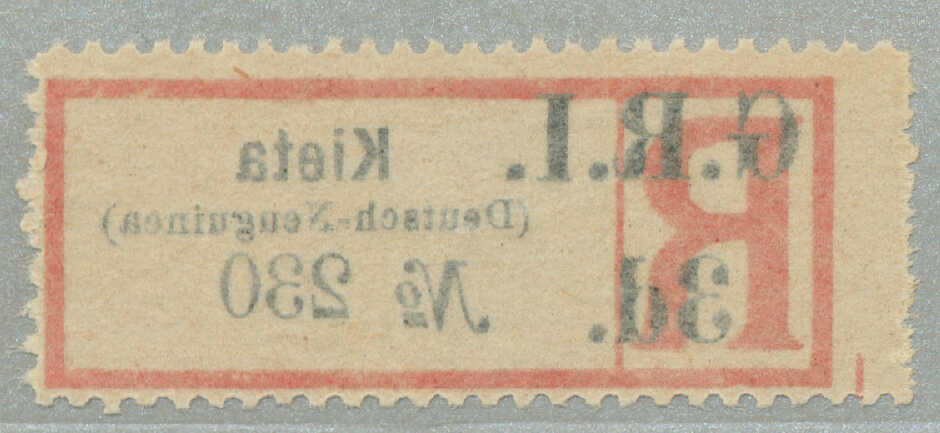 G.R.I.
R
3d.
Kieta
(Deutsch-Neuguinea)
№ 230